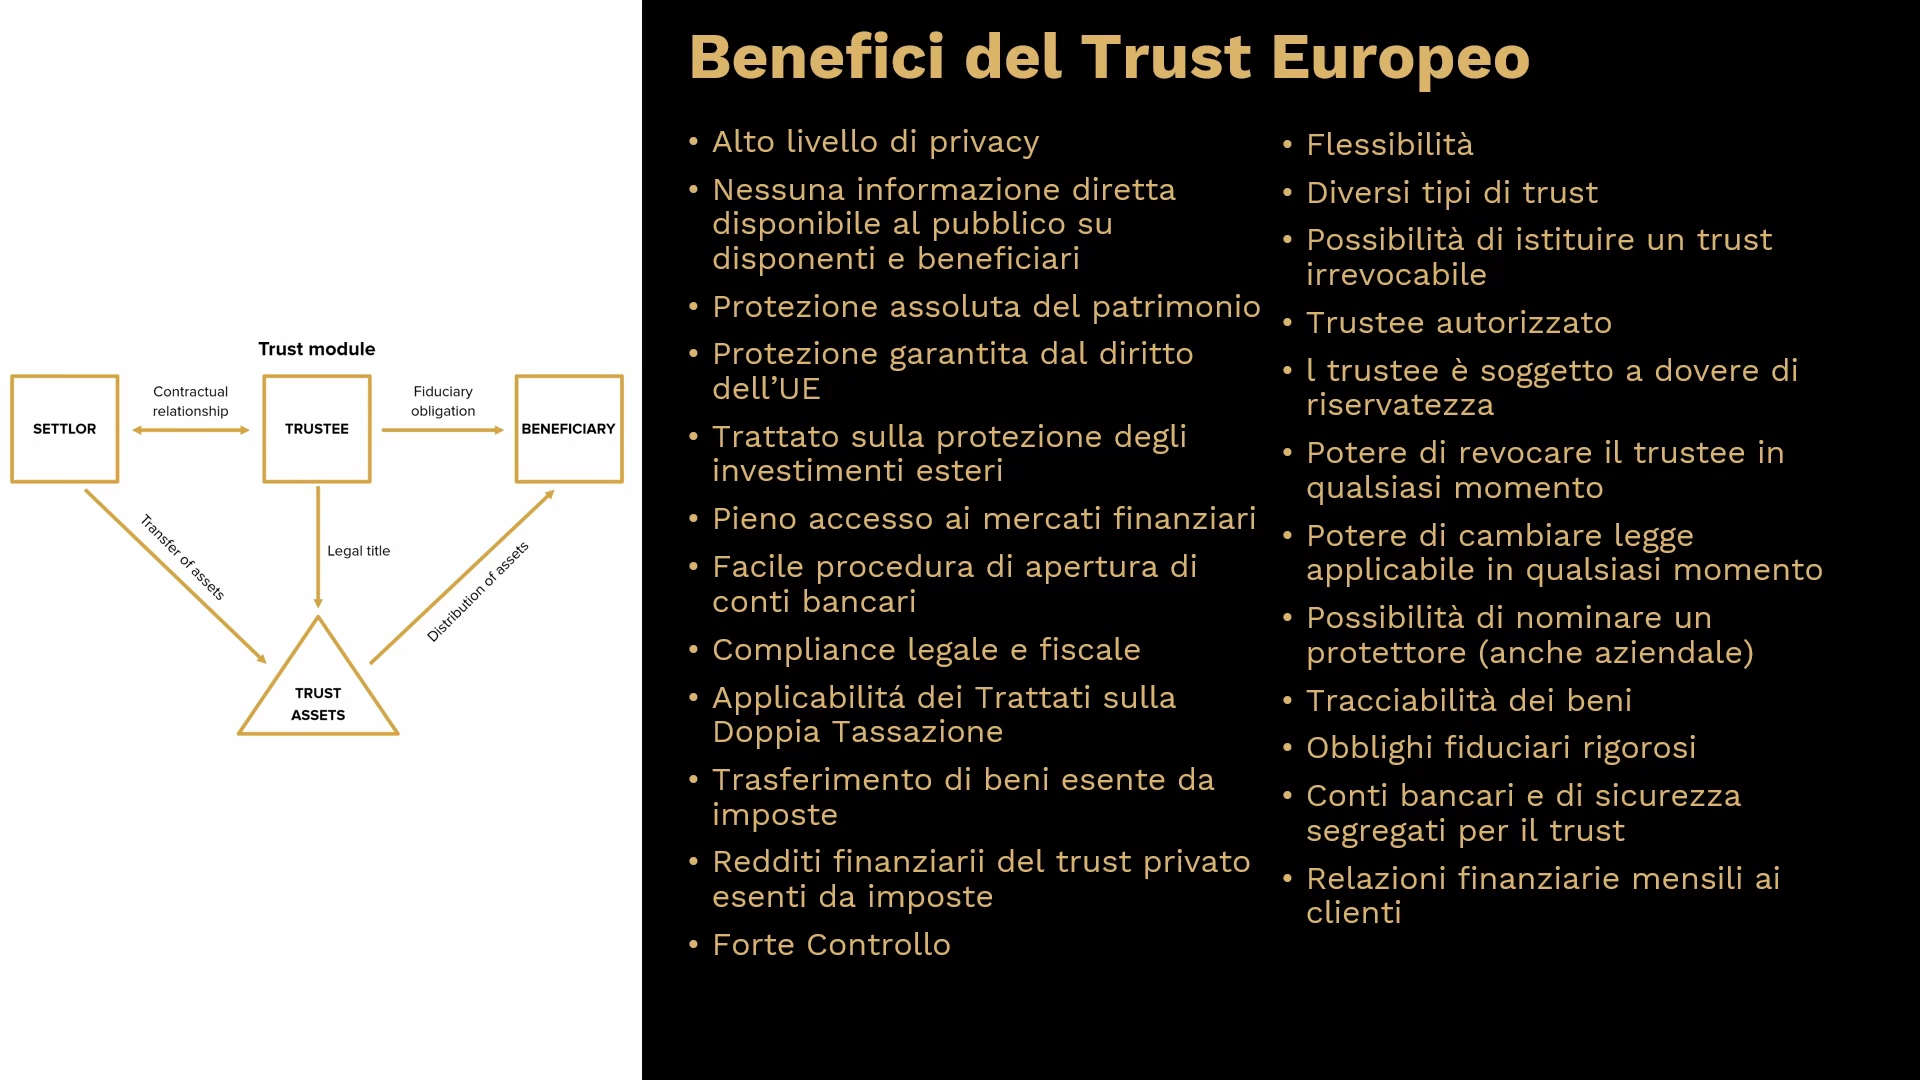 Trust module
SETTLOR
Contractual
relationship
TRUSTEE
Fiduciary
obligation
BENEFICIARY
Transfer of assets
Legal title
Distribution of assets
TRUST
ASSETS
Benefici del Trust Europeo
• Alto livello di privacy
• Nessuna informazione diretta
disponibile al pubblico su
disponenti e beneficiari
• Protezione assoluta del patrimonio
• Protezione garantita dal diritto
dell’UE
• Trattato sulla protezione degli
investimenti esteri
• Pieno accesso ai mercati finanziari
• Facile procedura di apertura di
conti bancari
• Compliance legale e fiscale
• Applicabilitá dei Trattati sulla
Doppia Tassazione
• Trasferimento di beni esente da
imposte
• Redditi finanziarii del trust privato
esenti da imposte
• Forte Controllo
• Flessibilità
• Diversi tipi di trust
• Possibilità di istituire un trust
irrevocabile
• Trustee autorizzato
• l trustee è soggetto a dovere di
riservatezza
• Potere di revocare il trustee in
qualsiasi momento
• Potere di cambiare legge
applicabile in qualsiasi momento
• Possibilità di nominare un
protettore (anche aziendale)
• Tracciabilità dei beni
• Obblighi fiduciari rigorosi
• Conti bancari e di sicurezza
segregati per il trust
• Relazioni finanziarie mensili ai
clienti